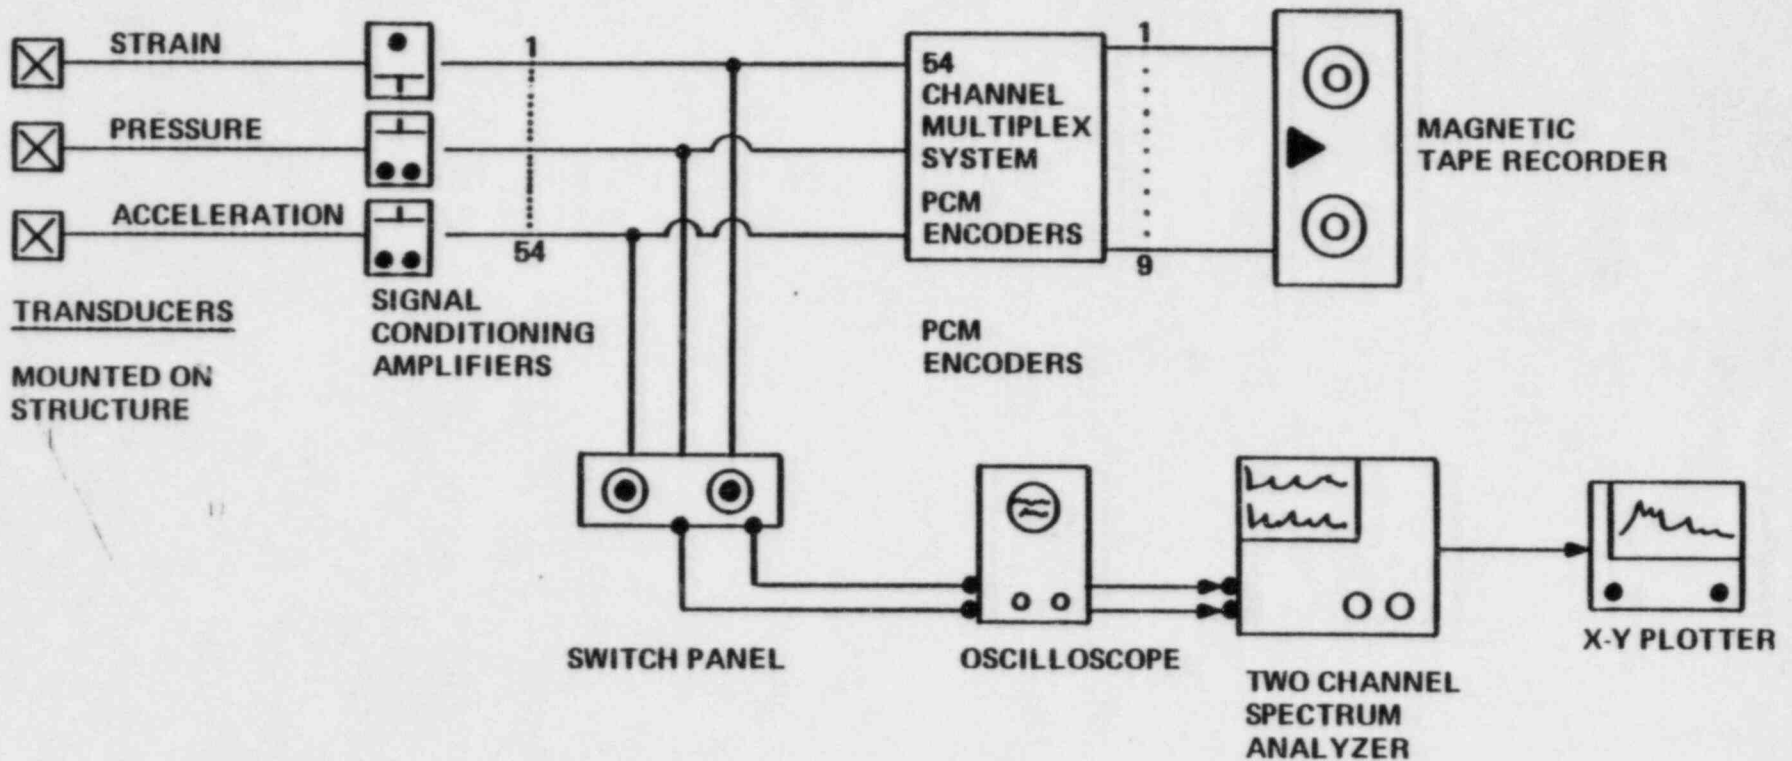 STRAIN
PRESSURE
ACCELERATION
TRANSDUCERS
MOUNTED ON
STRUCTURE
SIGNAL
CONDITIONING
AMPLIFIERS
1
54
54
CHANNEL
MULTIPLEX
SYSTEM
PCM
ENCODERS
PCM
ENCODERS
1
9
MAGNETIC
TAPE RECORDER
SWITCH PANEL
OSCILLOSCOPE
TWO CHANNEL
SPECTRUM
ANALYZER
X-Y PLOTTER